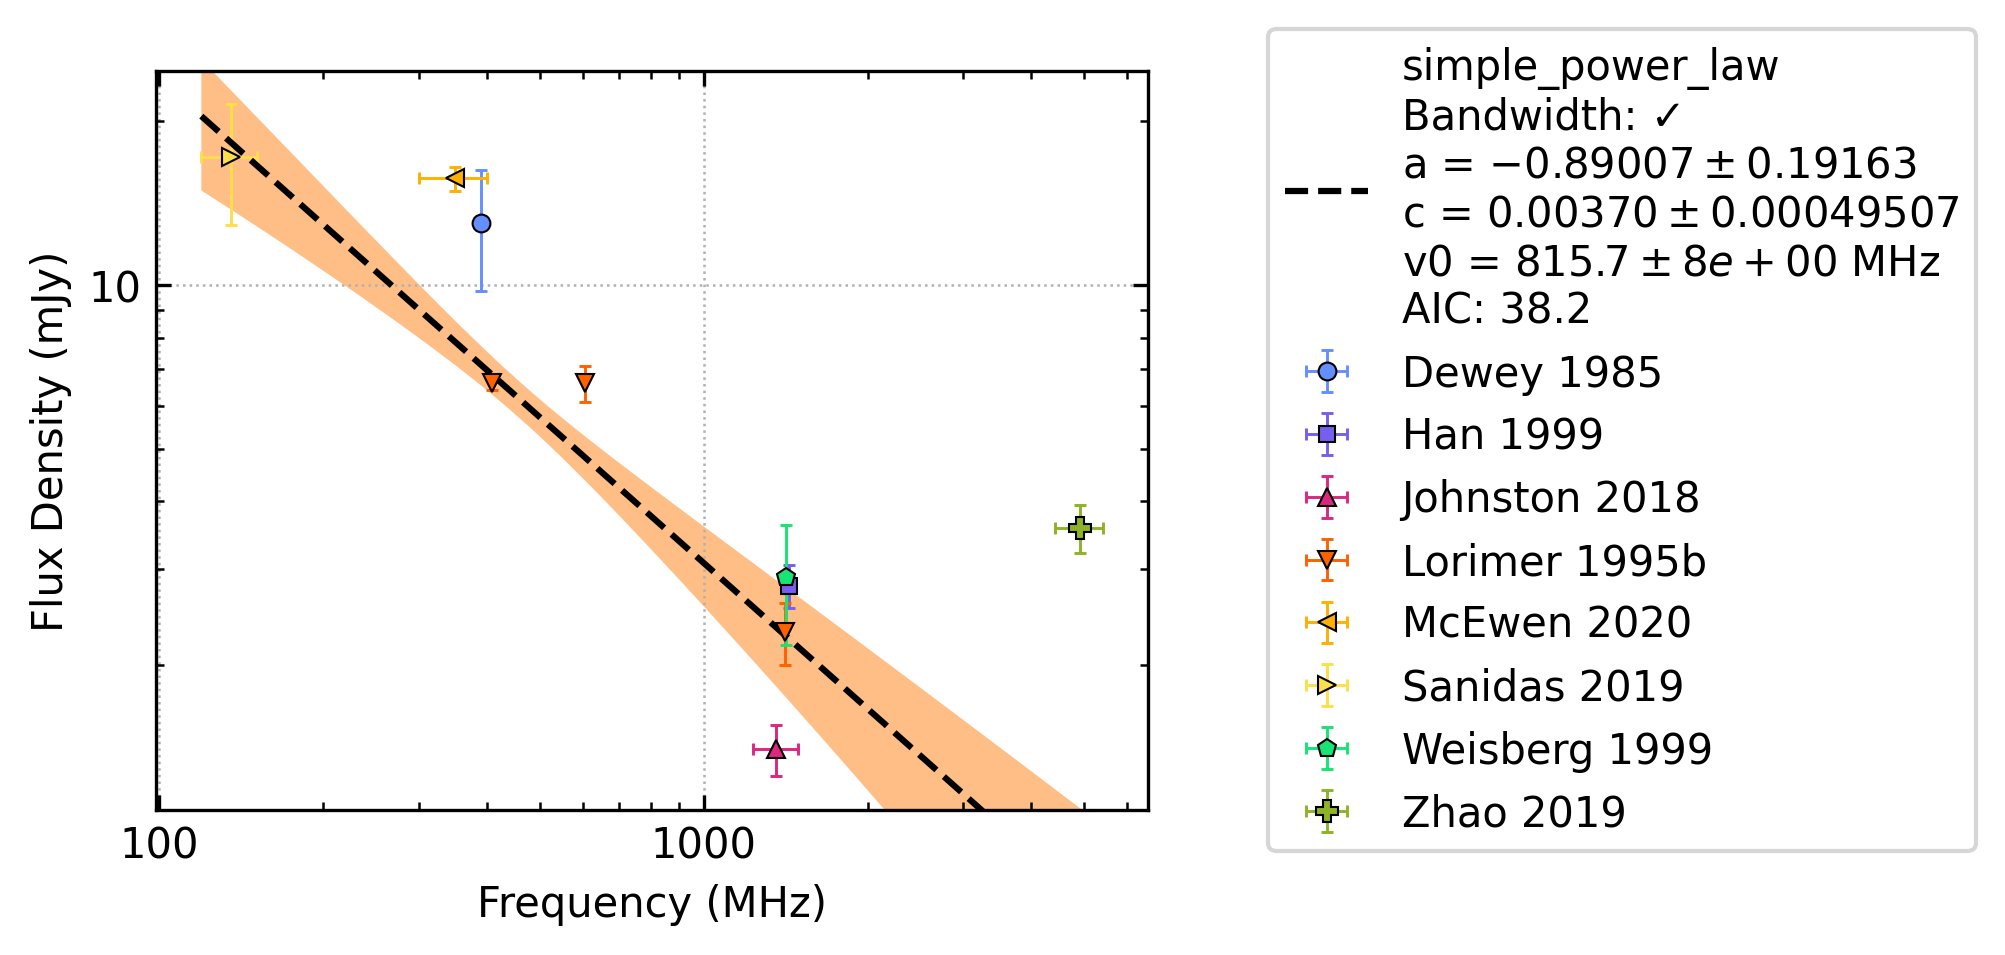 simple_power_law
Bandwidth: ✓
a = −0.89007 ± 0.19163
c = 0.00370 ± 0.00049507
v0 = 815.7 ± 8e + 00 MHz
AIC: 38.2
Dewey 1985
Han 1999
Johnston 2018
Lorimer 1995b
McEwen 2020
Sanidas 2019
Weisberg 1999
Zhao 2019
Flux Density (mJy)
10
100
1000
Frequency (MHz)